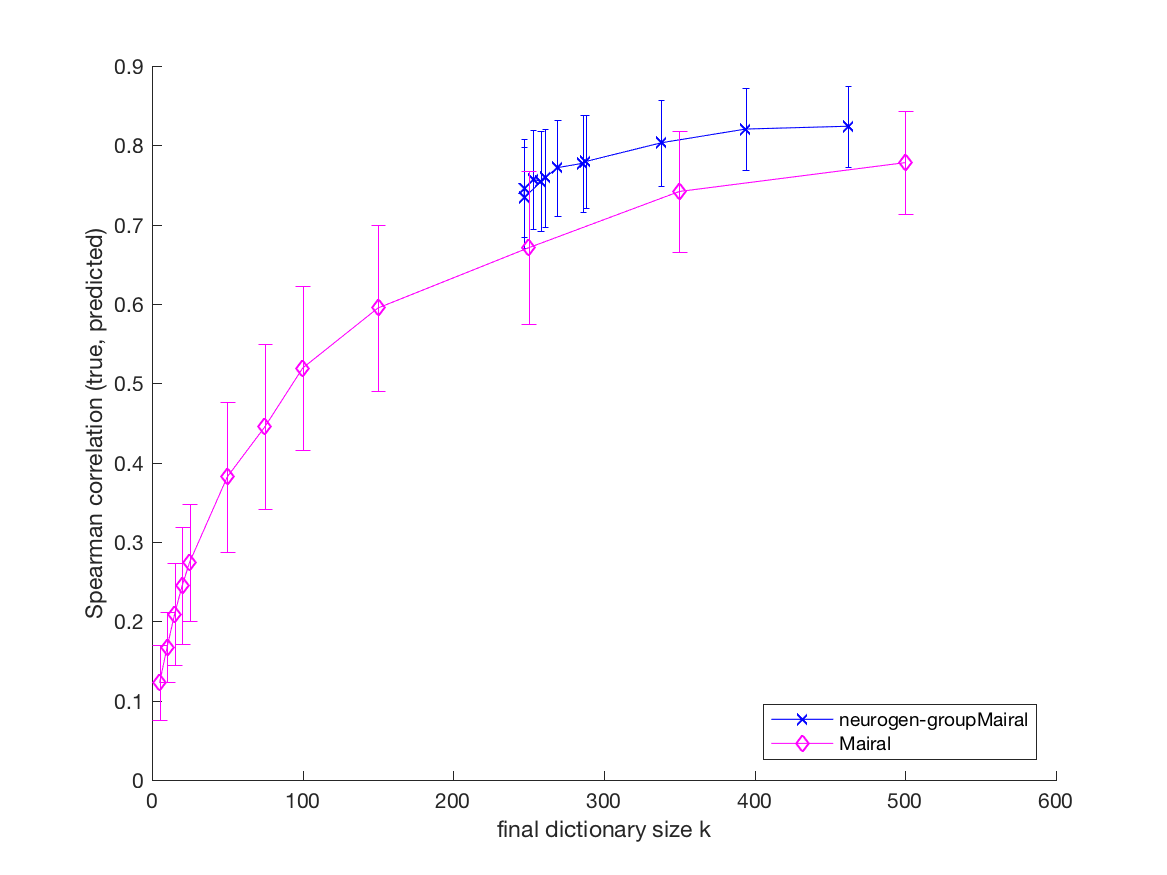 0.9
0.8
0.7
0.6
0.5
0.4
0.3
0.2
0.1
0
Spearman correlation (true, predicted)
0 100 200 300 400 500 600
final dictionary size k
neurogen-groupMairal
Mairal